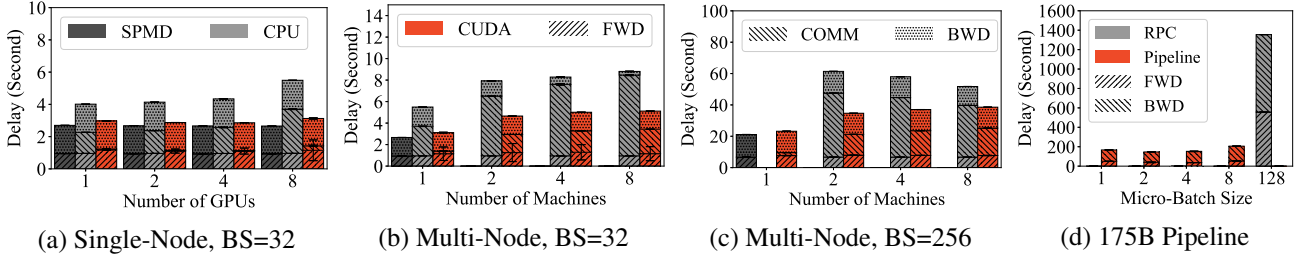 10
8
6
4
2
0
Delay (Second)
SPMD
CPU
1
2
4
8
Number of GPUs
(a) Single-Node, BS=32
14
12
10
8
6
4
2
0
Delay (Second)
CUDA
FWD
1
2
4
8
Number of Machines
(b) Multi-Node, BS=32
100
80
60
40
20
0
Delay (Second)
COMM
BWD
1
2
4
8
Number of Machines
(c) Multi-Node, BS=256
1600
1400
1200
1000
800
600
400
200
0
Delay (Second)
RPC
Pipeline
FWD
BWD
1
2
4
8
128
Micro-Batch Size
(d) 175B Pipeline